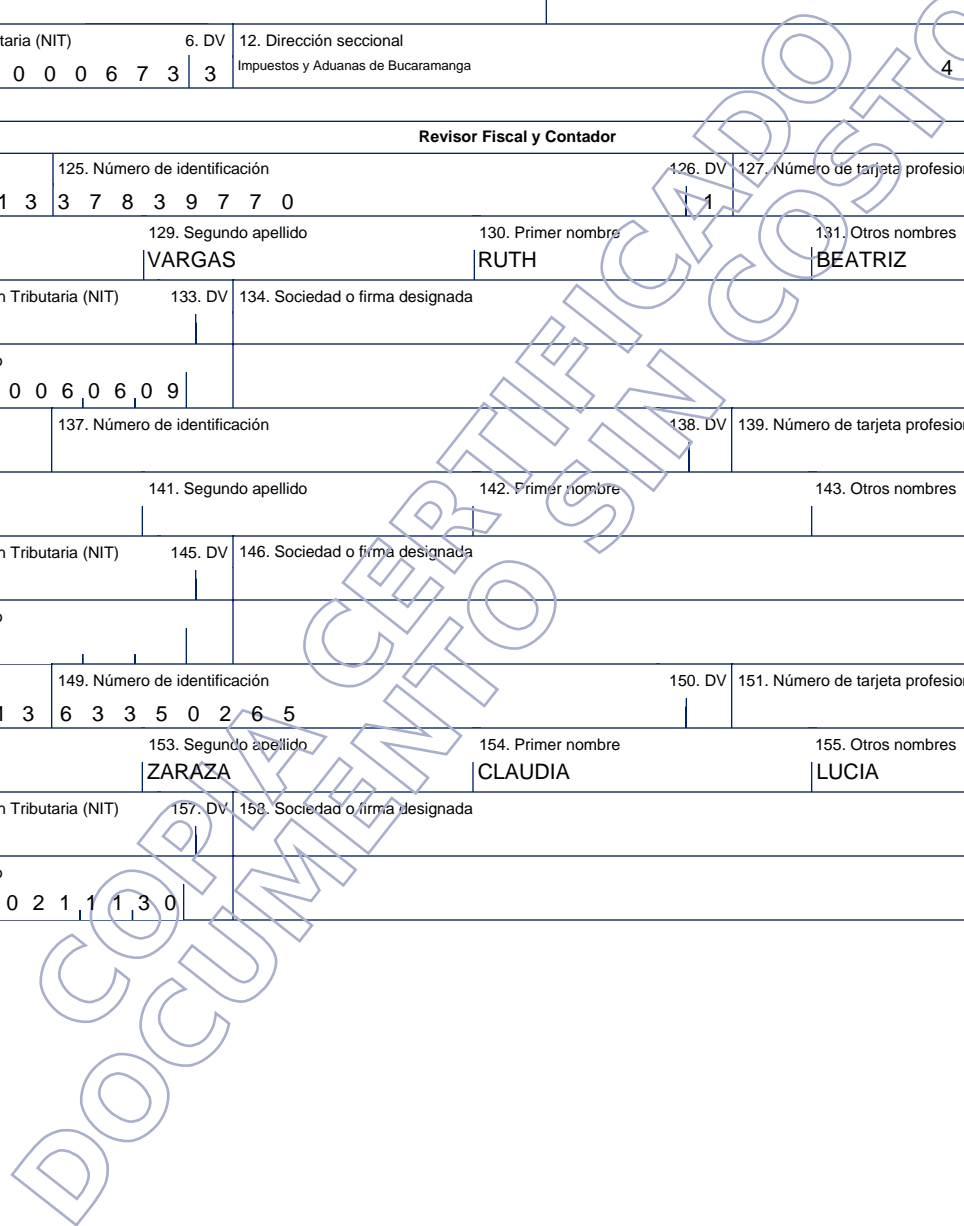 taria (NIT) 6. DV 12. Dirección seccional
0 0 0 6 7 3 3 Impuestos y Aduanas de Bucaramanga 4
Revisor Fiscal y Contador
125. Número de identificación 126. DV 127. Número de tarjeta profesion
1 3 3 7 8 3 9 7 7 0 1
129. Segundo apellido 130. Primer nombre 131. Otros nombres
VARGAS RUTH BEATRIZ
n Tributaria (NIT) 133. DV 134. Sociedad o firma designada
o
0 0 6 0 6 0 9
137. Número de identificación 138. DV 139. Número de tarjeta profesion
141. Segundo apellido 142. Primer nombre 143. Otros nombres
n Tributaria (NIT) 145. DV 146. Sociedad o firma designada
o
149. Número de identificación 150. DV 151. Número de tarjeta profesion
1 3 6 3 3 5 0 2 6 5
153. Segundo apellido 154. Primer nombre 155. Otros nombres
ZARAZA CLAUDIA LUCIA
n Tributaria (NIT) 157. DV 158. Sociedad o firma designada
o
0 2 1 1 1 3 0
COPIA CERTIFICADO
DOCUMENTO SIN COSTO